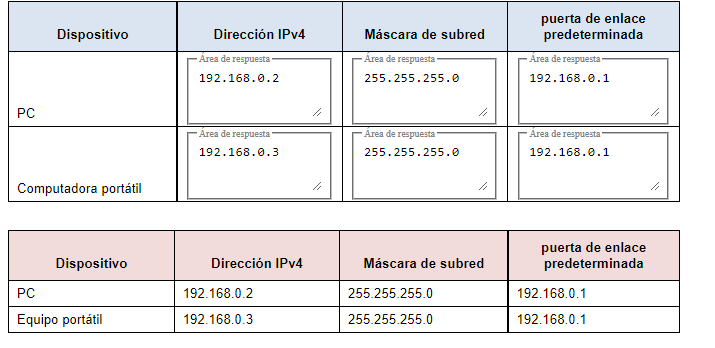 Dispositivo Dirección IPv4 Máscara de subred puerta de enlace predeterminada
Área de respuesta Área de respuesta Área de respuesta
PC 192.168.0.2 255.255.255.0 192.168.0.1
Área de respuesta Área de respuesta Área de respuesta
Computadora portátil 192.168.0.3 255.255.255.0 192.168.0.1
Dispositivo Dirección IPv4 Máscara de subred puerta de enlace predeterminada
PC 192.168.0.2 255.255.255.0 192.168.0.1
Equipo portátil 192.168.0.3 255.255.255.0 192.168.0.1